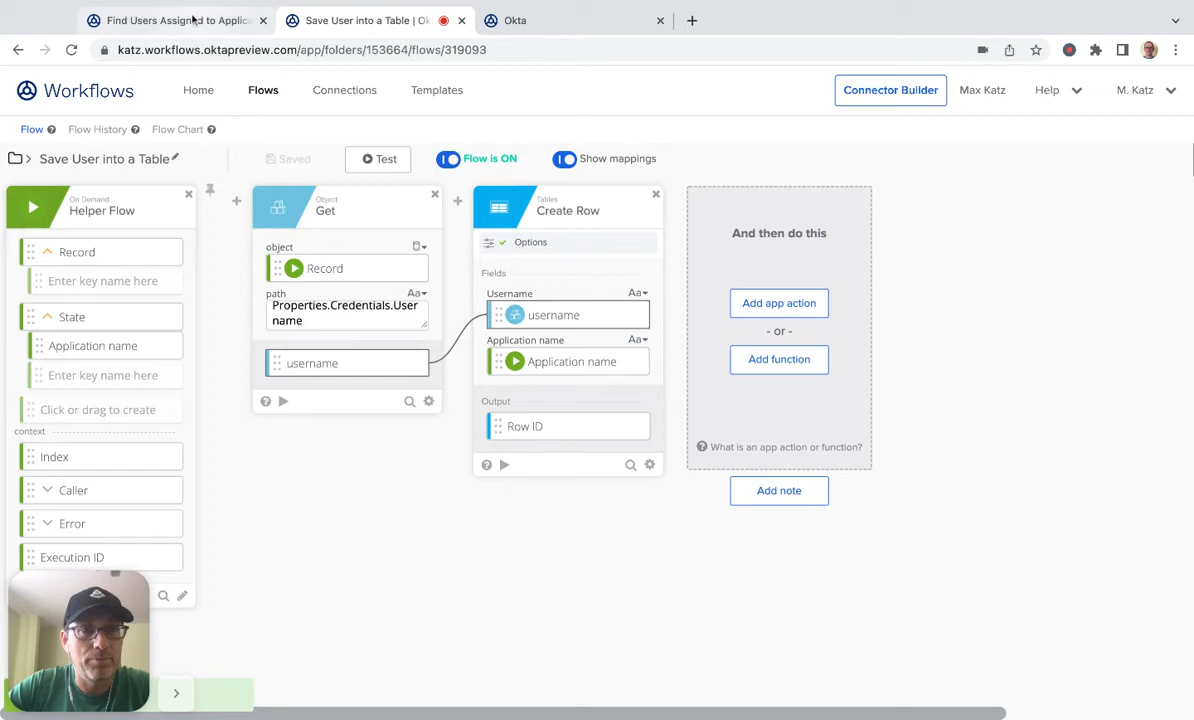 Find Users Assigned to Applica
Save User into a Table | Ok
Okta
katz.workflows.oktapreview.com/app/folders/153664/flows/319093
Workflows
Home
Flows
Connections
Templates
Connector Builder
Max Katz
Help
M. Katz
Flow
Flow History
Flow Chart
Save User into a Table
Saved
Test
Flow is ON
Show mappings
On Demand
Helper Flow
Record
Enter key name here
State
Application name
Enter key name here
Click or drag to create
context
Index
Caller
Error
Execution ID
Object
Get
object
Record
path
Aa
Properties.Credentials.User
name
username
Tables
Create Row
Options
Fields
Username
Aa
username
Application name
Aa
Application name
Output
Row ID
And then do this
Add app action
- or -
Add function
What is an app action or function?
Add note